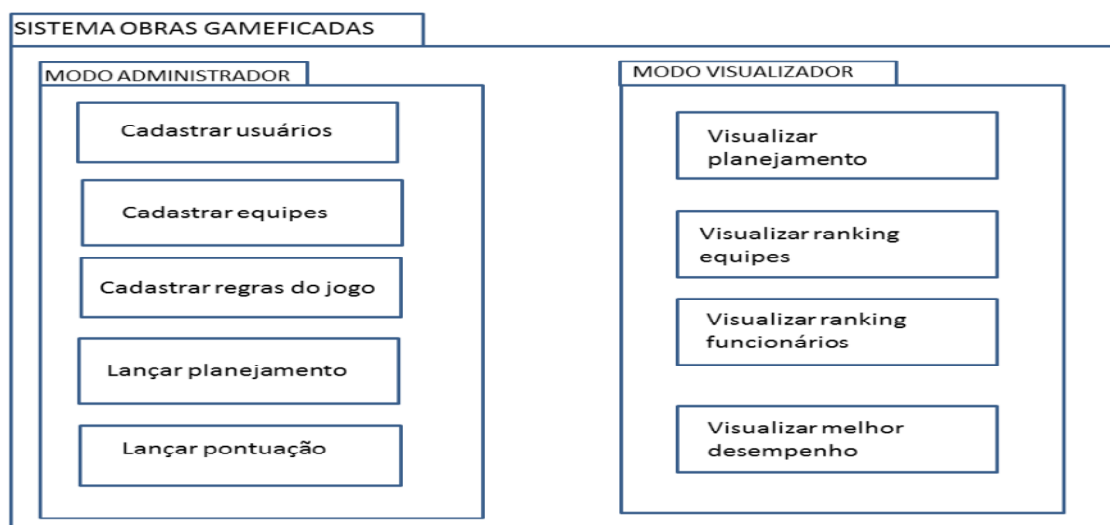 SISTEMA OBRAS GAMEFICADAS
MODO ADMINISTRADOR
Cadastrar usuários
Cadastrar equipes
Cadastrar regras do jogo
Lançar planejamento
Lançar pontuação
MODO VISUALIZADOR
Visualizar
planejamento
Visualizar ranking
equipes
Visualizar ranking
funcionários
Visualizar melhor
desempenho